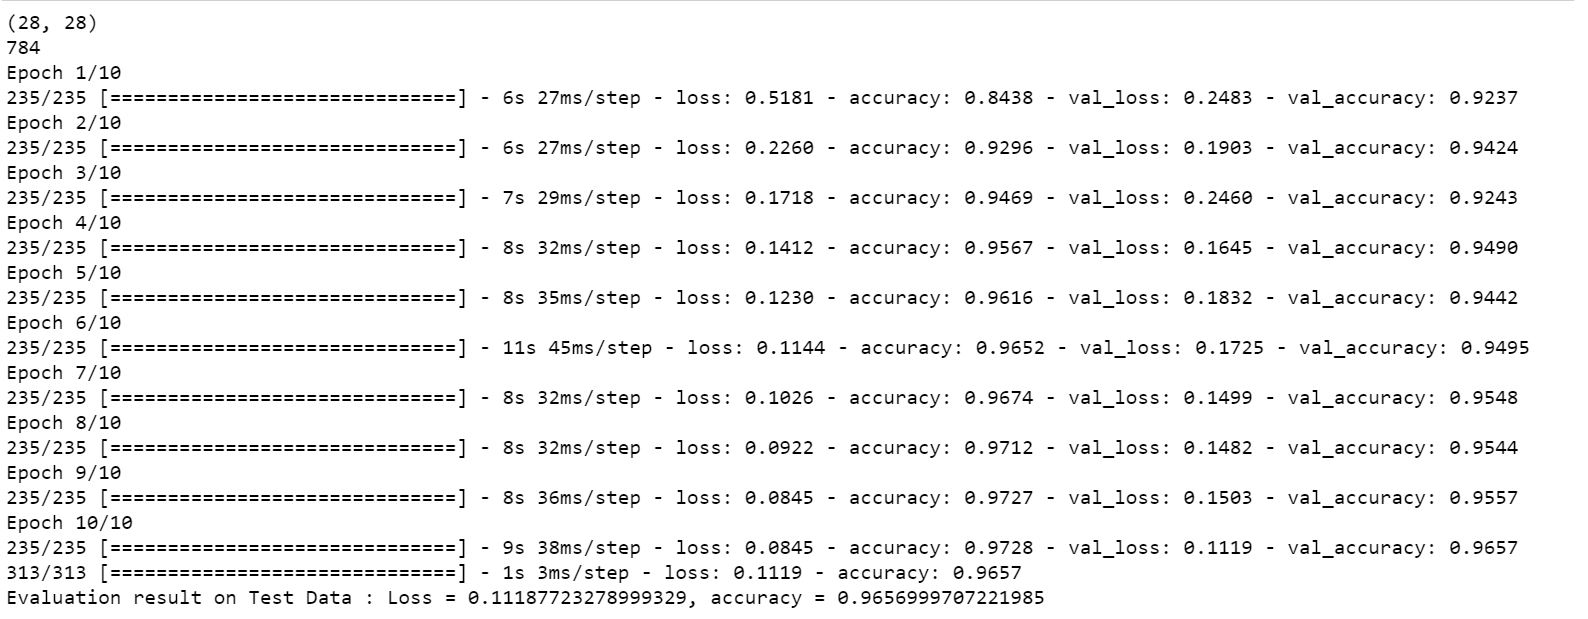 (28, 28)
784
Epoch 1/10
235/235 [==============================] - 6s 27ms/step - loss: 0.5181 - accuracy: 0.8438 - val_loss: 0.2483 - val_accuracy: 0.9237
Epoch 2/10
235/235 [==============================] - 6s 27ms/step - loss: 0.2260 - accuracy: 0.9296 - val_loss: 0.1903 - val_accuracy: 0.9424
Epoch 3/10
235/235 [==============================] - 7s 29ms/step - loss: 0.1718 - accuracy: 0.9469 - val_loss: 0.2460 - val_accuracy: 0.9243
Epoch 4/10
235/235 [==============================] - 8s 32ms/step - loss: 0.1412 - accuracy: 0.9567 - val_loss: 0.1645 - val_accuracy: 0.9490
Epoch 5/10
235/235 [==============================] - 8s 35ms/step - loss: 0.1230 - accuracy: 0.9616 - val_loss: 0.1832 - val_accuracy: 0.9442
Epoch 6/10
235/235 [==============================] - 11s 45ms/step - loss: 0.1144 - accuracy: 0.9652 - val_loss: 0.1725 - val_accuracy: 0.9495
Epoch 7/10
235/235 [==============================] - 8s 32ms/step - loss: 0.1026 - accuracy: 0.9674 - val_loss: 0.1499 - val_accuracy: 0.9548
Epoch 8/10
235/235 [==============================] - 8s 32ms/step - loss: 0.0922 - accuracy: 0.9712 - val_loss: 0.1482 - val_accuracy: 0.9544
Epoch 9/10
235/235 [==============================] - 8s 36ms/step - loss: 0.0845 - accuracy: 0.9727 - val_loss: 0.1503 - val_accuracy: 0.9557
Epoch 10/10
235/235 [==============================] - 9s 38ms/step - loss: 0.0845 - accuracy: 0.9728 - val_loss: 0.1119 - val_accuracy: 0.9657
313/313 [==============================] - 1s 3ms/step - loss: 0.1119 - accuracy: 0.9657
Evaluation result on Test Data : Loss = 0.11187723278999329, accuracy = 0.9656999707221985